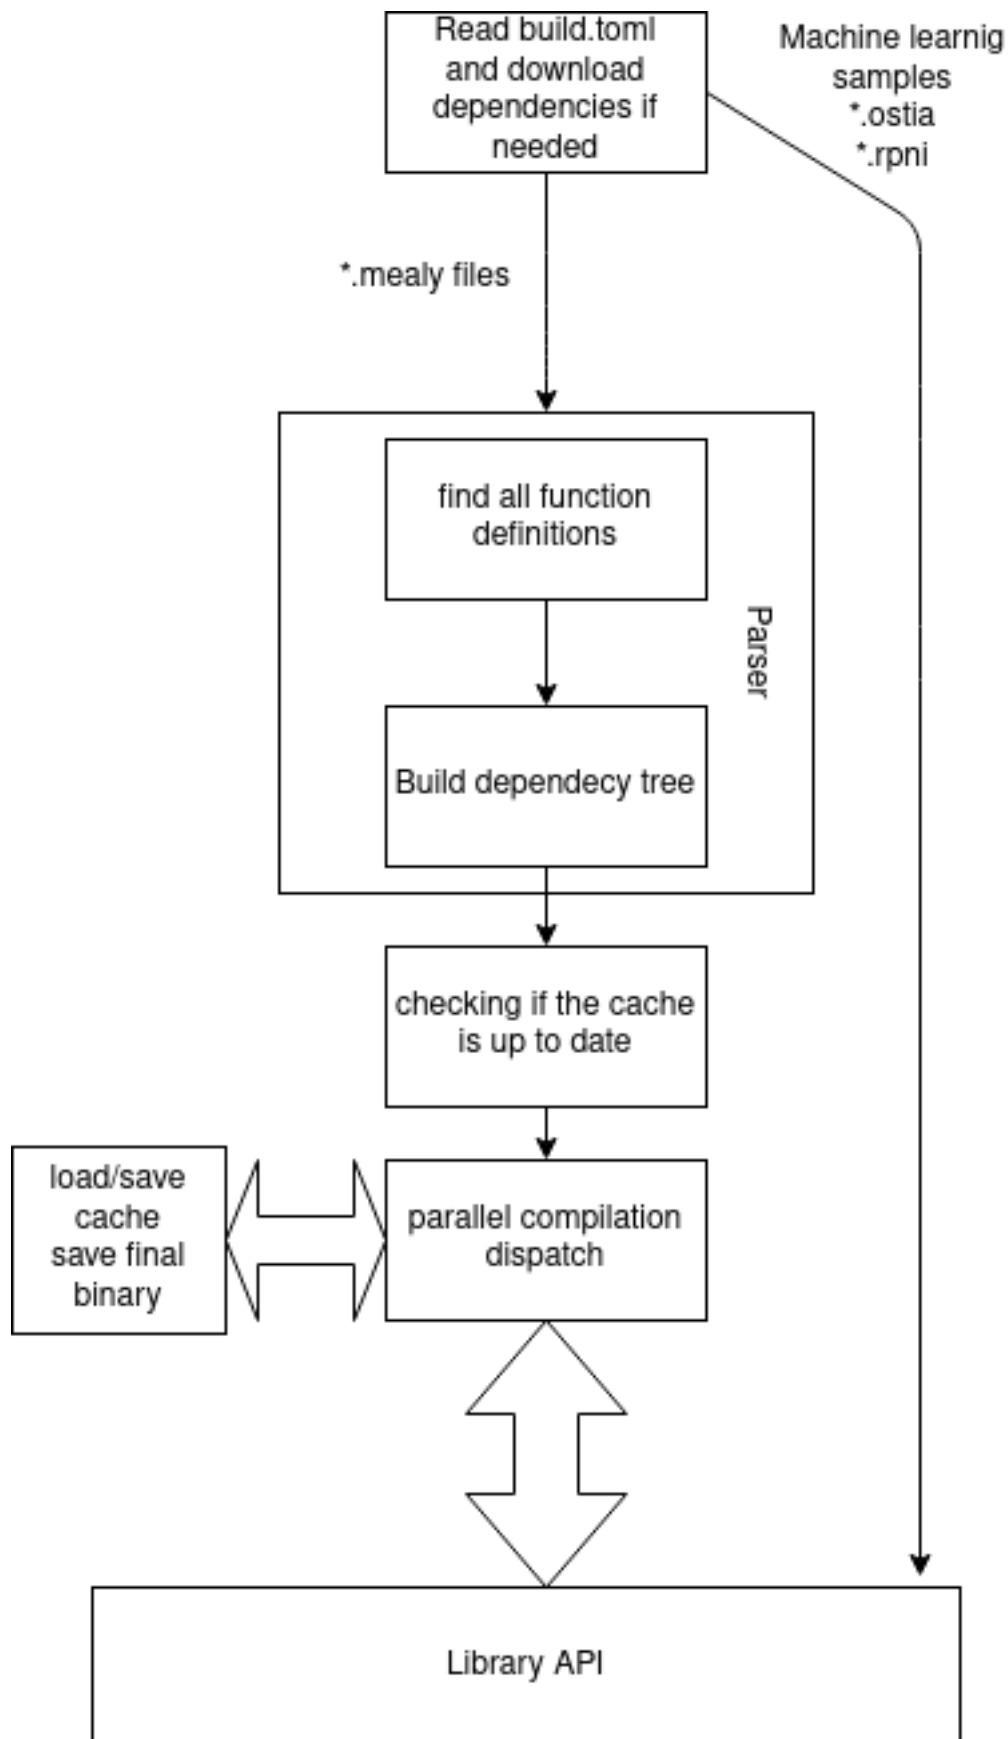 Read build.toml
and download
dependencies if
needed
Machine learnig
samples
*.ostia
*.rpni
*.mealy files
find all function
definitions
Parser
Build dependecy tree
checking if the cache
is up to date
load/save
cache
save final
binary
parallel compilation
dispatch
Library API